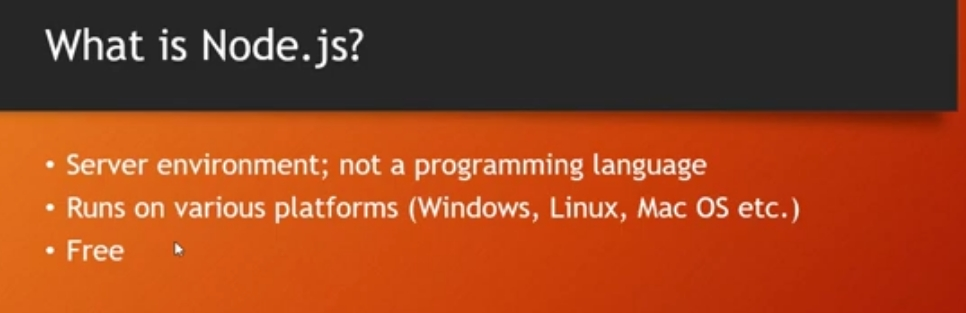 What is Node.js?
• Server environment; not a programming language
• Runs on various platforms (Windows, Linux, Mac OS etc.)
• Free